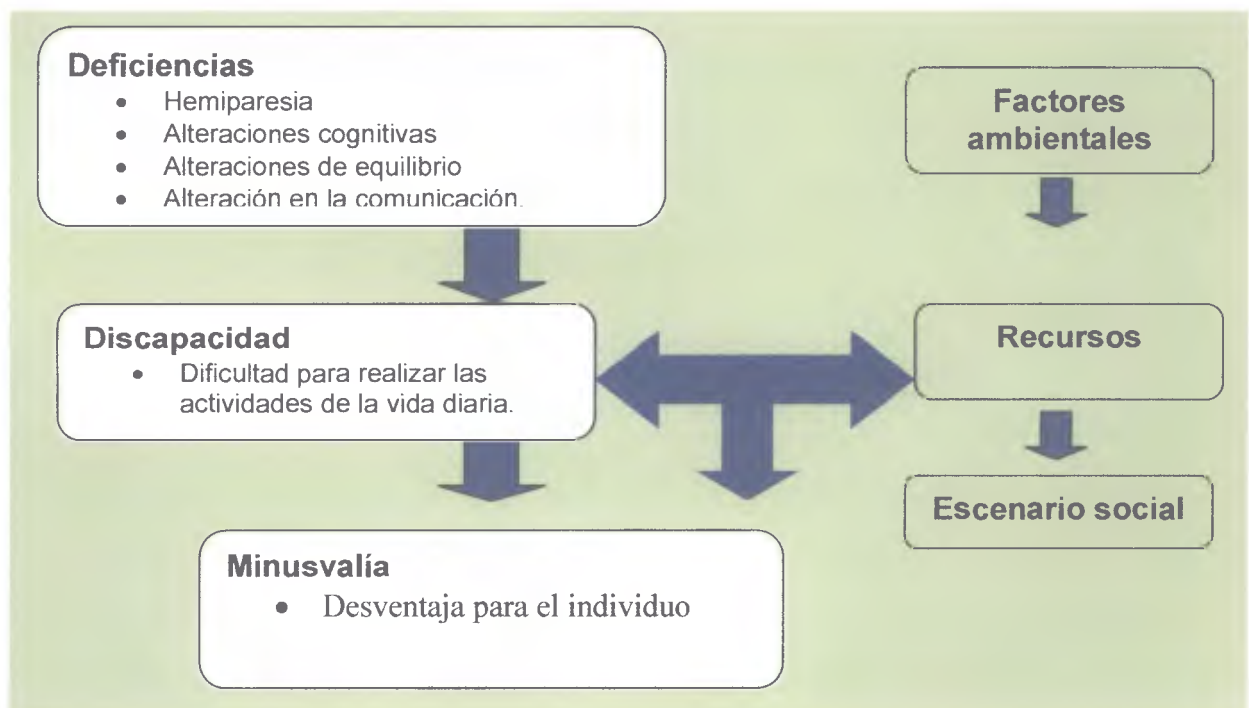 Deficiencias
• Hemiparesia
• Alteraciones cognitivas
• Alteraciones de equilibrio
• Alteración en la comunicación.
Factores
ambientales
Discapacidad
• Dificultad para realizar las
actividades de la vida diaria.
Recursos
Escenario social
Minusvalía
• Desventaja para el individuo